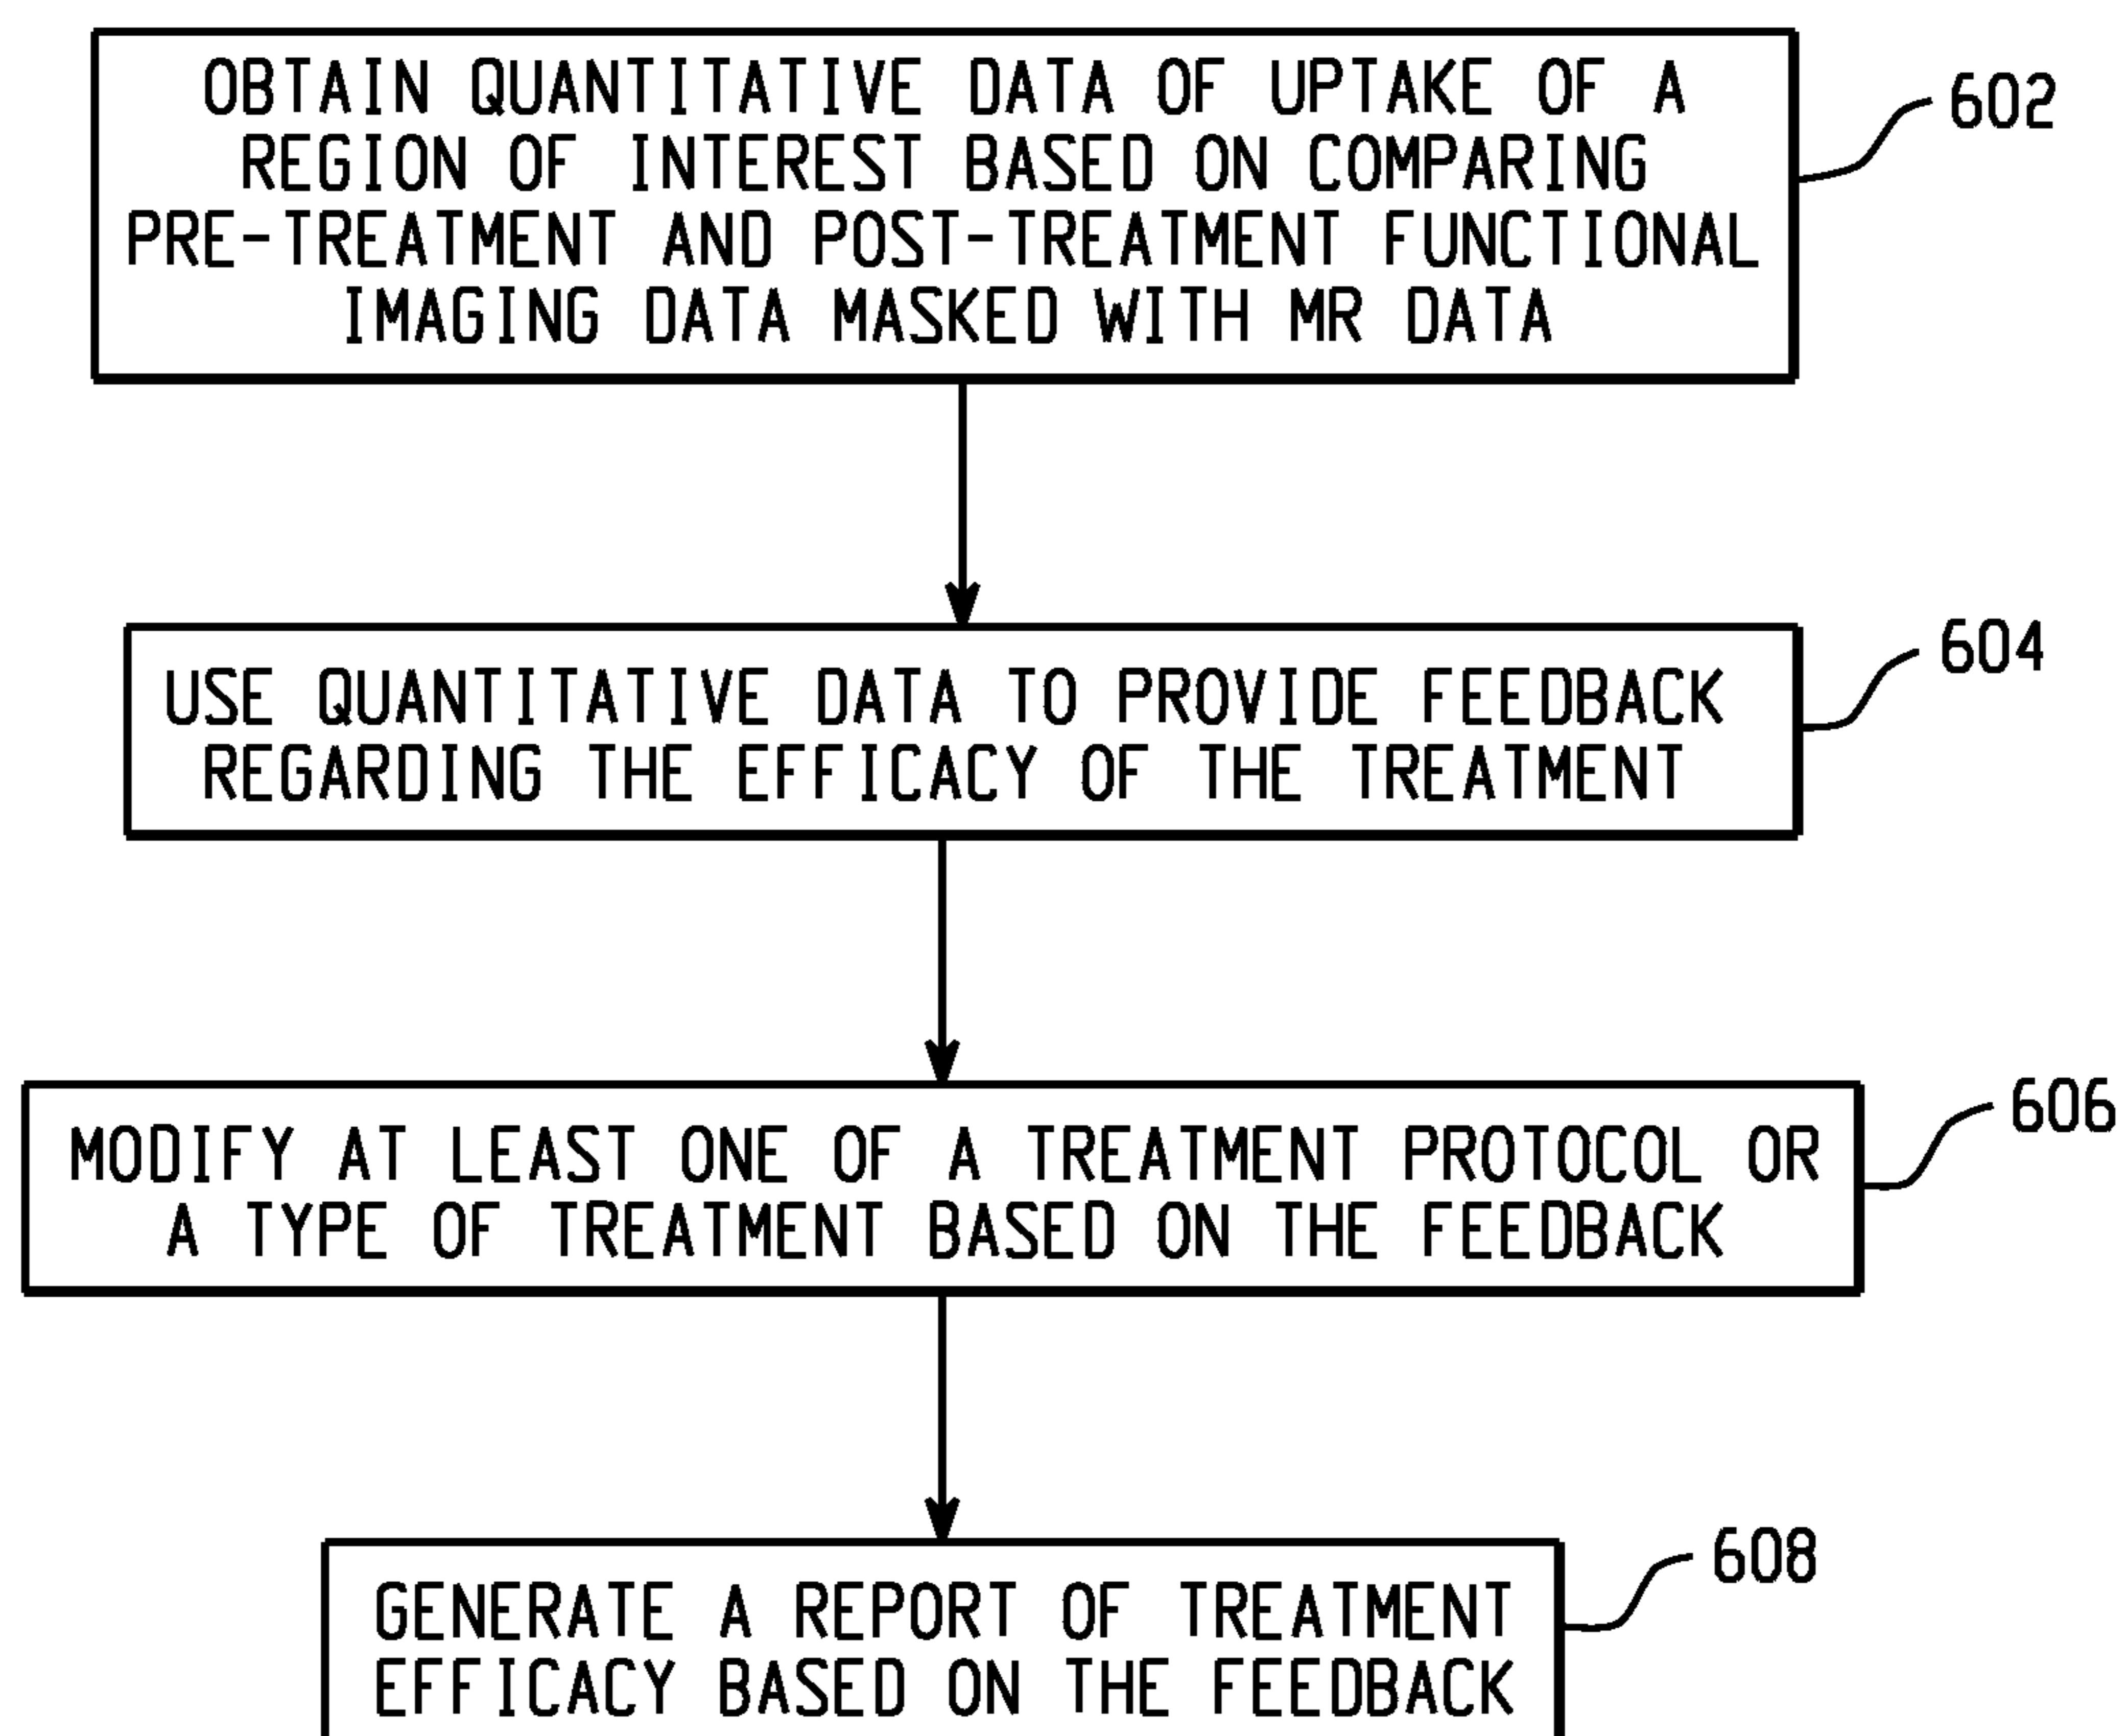 OBTAIN QUANTITATIVE DATA OF UPTAKE OF A
REGION OF INTEREST BASED ON COMPARING
PRE-TREATMENT AND POST-TREATMENT FUNCTIONAL
IMAGING DATA MASKED WITH MR DATA
602
USE QUANTITATIVE DATA TO PROVIDE FEEDBACK
REGARDING THE EFFICACY OF THE TREATMENT
604
MODIFY AT LEAST ONE OF A TREATMENT PROTOCOL OR
A TYPE OF TREATMENT BASED ON THE FEEDBACK
606
GENERATE A REPORT OF TREATMENT
EFFICACY BASED ON THE FEEDBACK
608